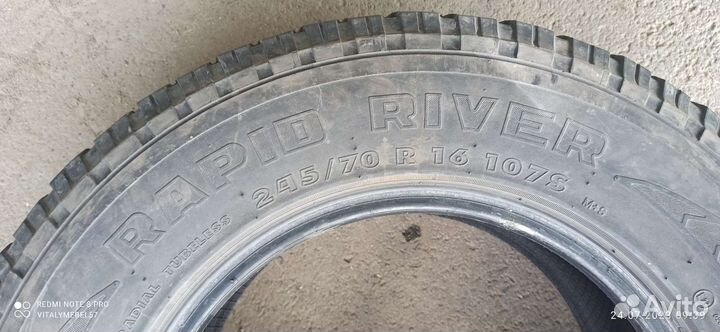 RAPID RIVER
245/70 R 16 107S
M+S
RADIAL TUBELESS
REDMI NOTE 8 PRO
VITALYMEBEL57
Avito